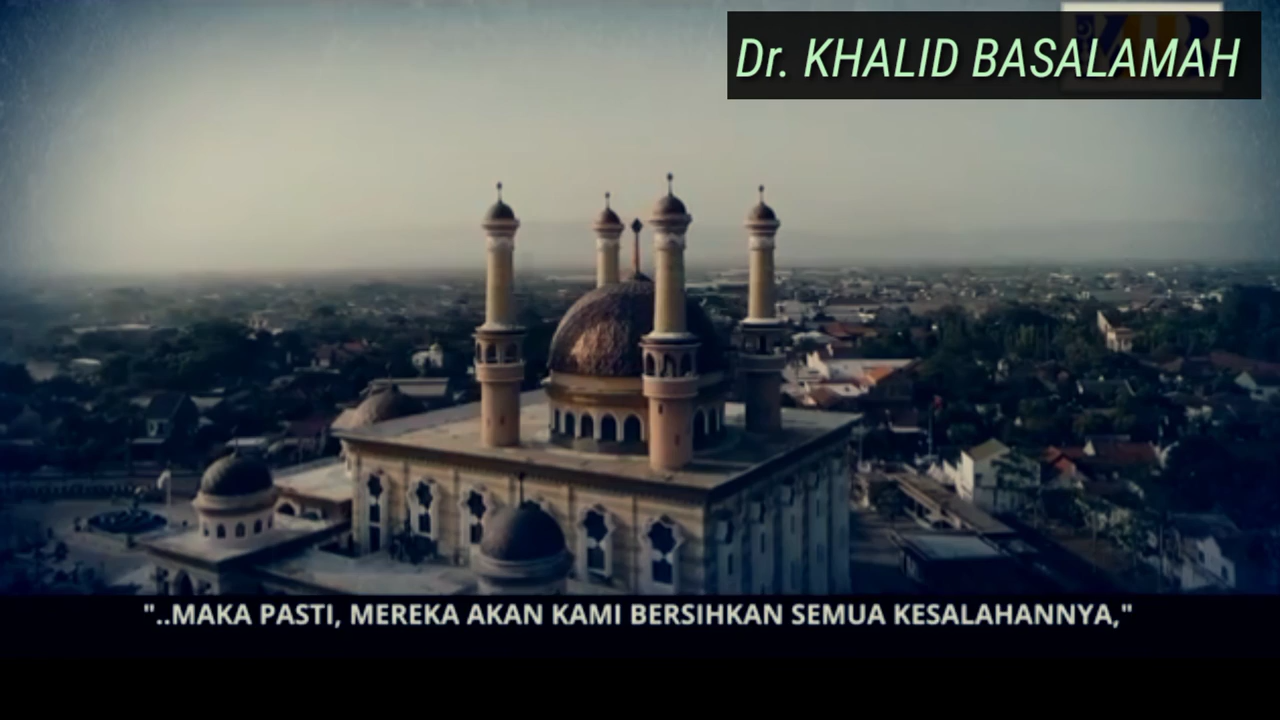 Dr. KHALID BASALAMAH
"..MAKA PASTI, MEREKA AKAN KAMI BERSIHKAN SEMUA KESALAHANNYA,"